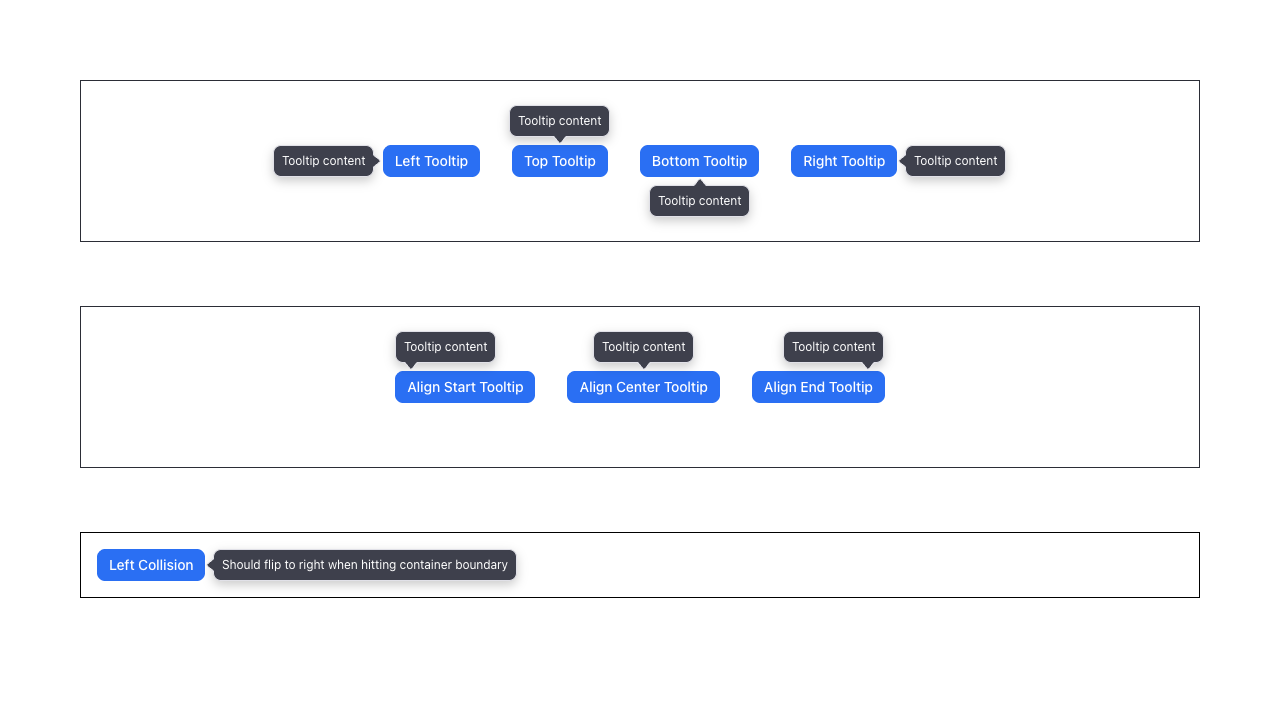 Tooltip content
Tooltip content
Left Tooltip
Top Tooltip
Bottom Tooltip
Right Tooltip
Tooltip content
Tooltip content
Tooltip content
Tooltip content
Tooltip content
Align Start Tooltip
Align Center Tooltip
Align End Tooltip
Left Collision
Should flip to right when hitting container boundary